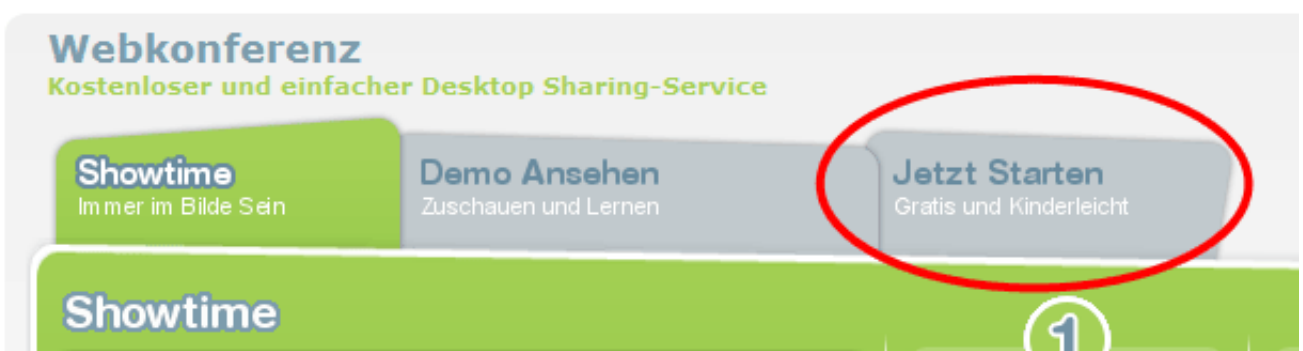 Webkonferenz
Kostenloser und einfacher Desktop Sharing-Service
Showtime
Immer im Bilde Sein
Demo Ansehen
Zuschauen und Lernen
Jetzt Starten
Gratis und Kinderleicht
Showtime
1